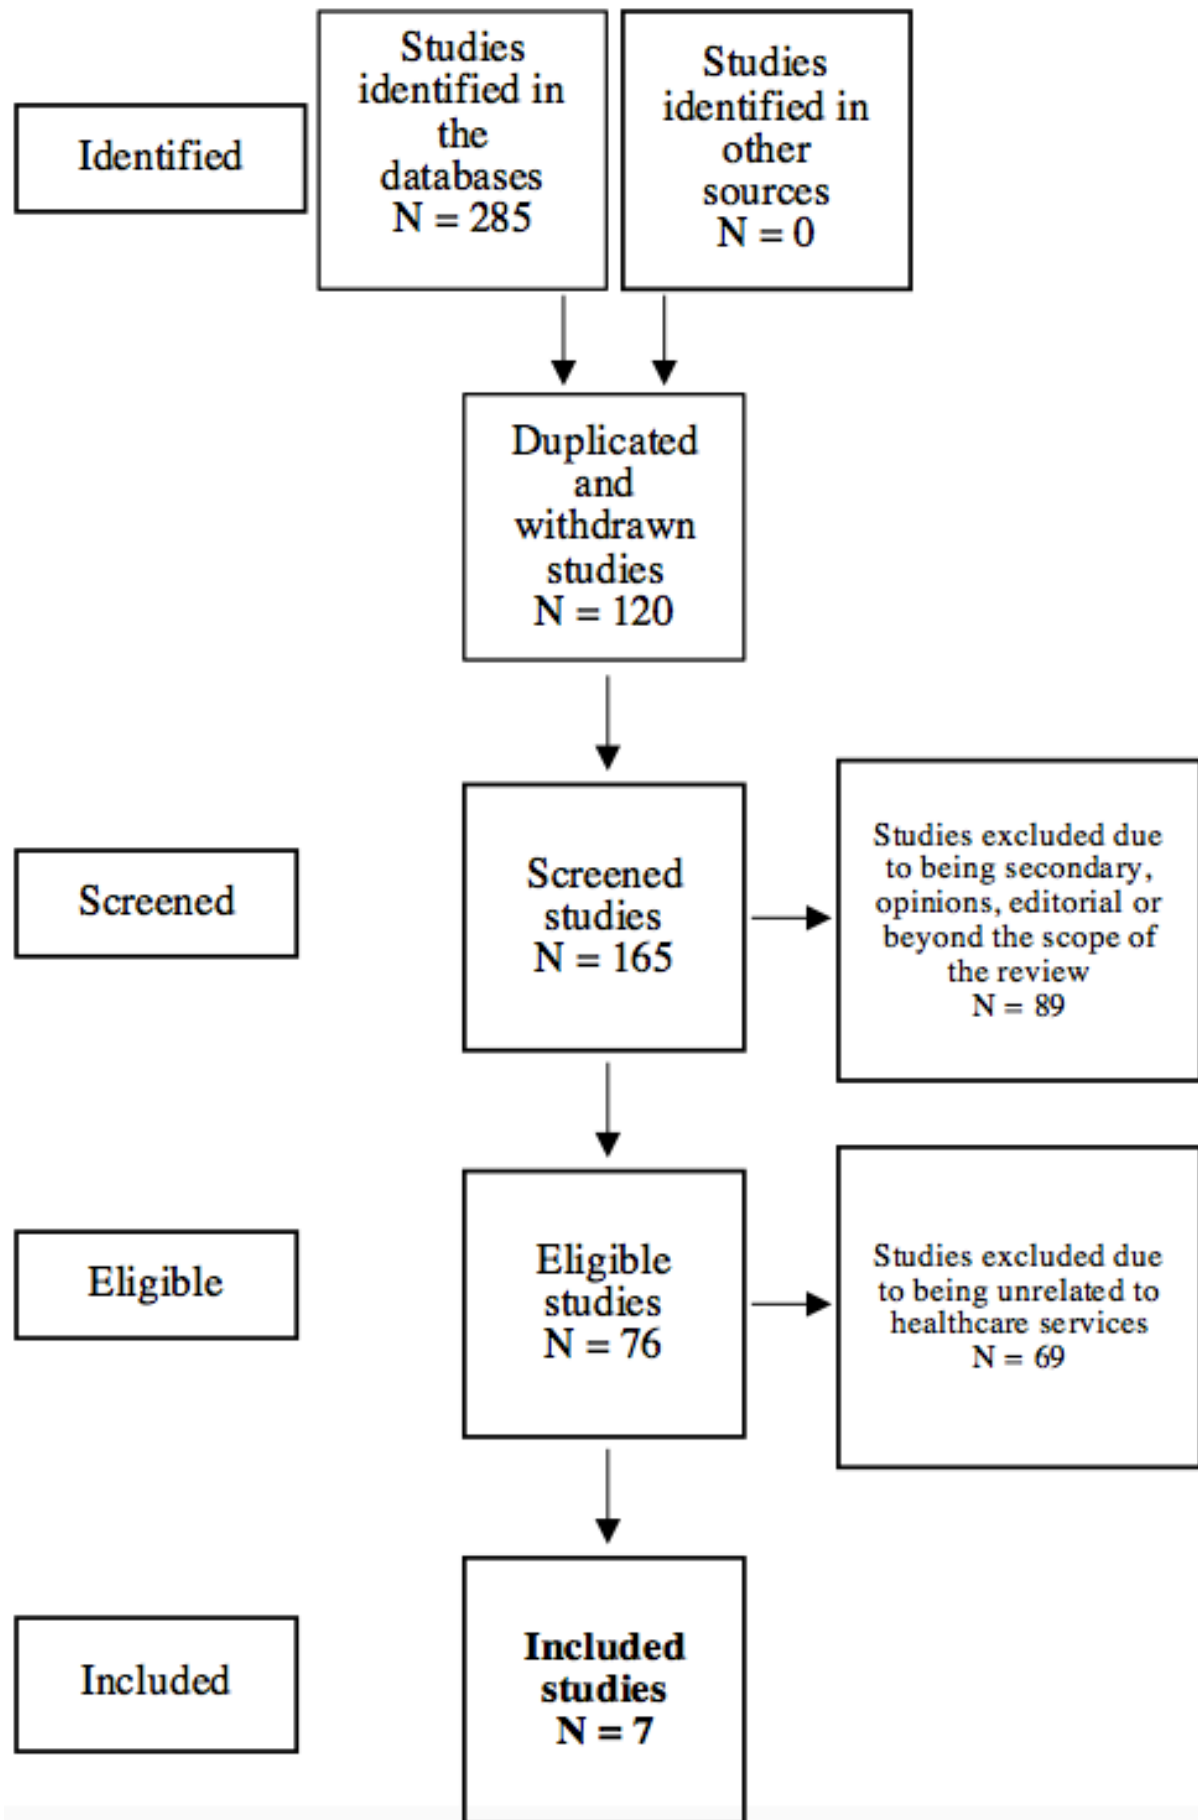 Identified
Studies
identified in
the
databases
N = 285
Studies
identified in
other
sources
N = 0
Duplicated
and
withdrawn
studies
N = 120
Screened
Screened
studies
N = 165
Studies excluded due
to being secondary,
opinions, editorial or
beyond the scope of
the review
N = 89
Eligible
Eligible
studies
N = 76
Studies excluded due
to being unrelated to
healthcare services
N = 69
Included
Included
studies
N = 7